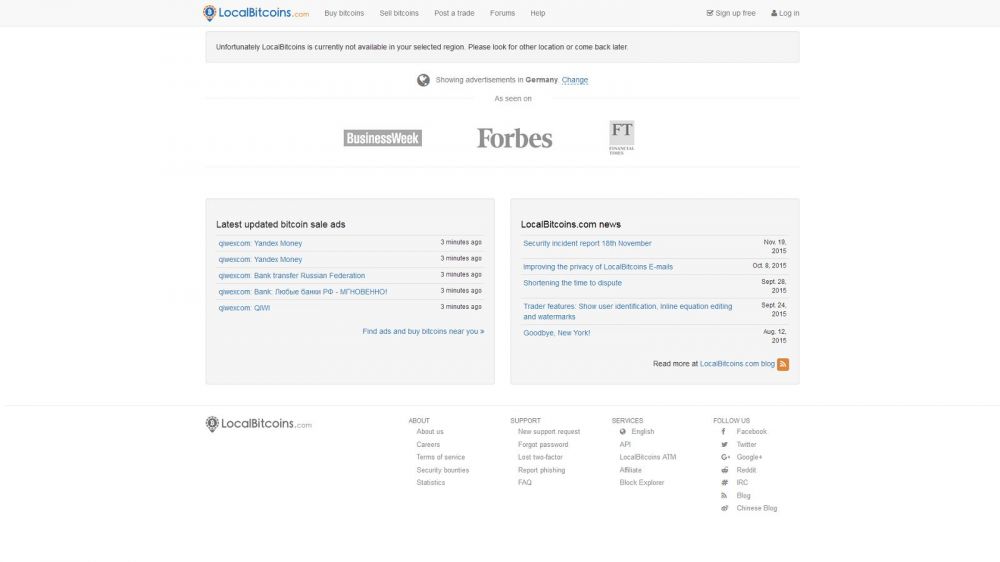 LocalBitcoins.com
Buy bitcoins
Sell bitcoins
Post a trade
Forums
Help
Sign up free
Log in
Unfortunately LocalBitcoins is currently not available in your selected region. Please look for other location or come back later.
Showing advertisements in Germany Change
As seen on
BusinessWeek
Forbes
FT
FINANCIAL
TIMES
Latest updated bitcoin sale ads
qiwexcom: Yandex Money 3 minutes ago
qiwexcom: Yandex Money 3 minutes ago
qiwexcom: Bank transfer Russian Federation 3 minutes ago
qiwexcom: Bank: Любые банки РФ - МГНОВЕННО! 3 minutes ago
qiwexcom: QIWI 3 minutes ago
Find ads and buy bitcoins near you »
LocalBitcoins.com news
Security incident report 18th November Nov. 19,
2015
Improving the privacy of LocalBitcoins E-mails Oct. 8, 2015
Shortening the time to dispute Sept. 28,
2015
Trader features: Show user identification, Inline equation editing Sept. 24,
and watermarks 2015
Goodbye, New York! Aug. 12,
2015
Read more at LocalBitcoins.com blog
LocalBitcoins.com
ABOUT
About us
Careers
Terms of service
Security bounties
Statistics
SUPPORT
New support request
Forgot password
Lost two-factor
Report phishing
FAQ
SERVICES
English
API
LocalBitcoins ATM
Affiliate
Block Explorer
FOLLOW US
Facebook
Twitter
Google+
Reddit
IRC
Blog
Chinese Blog